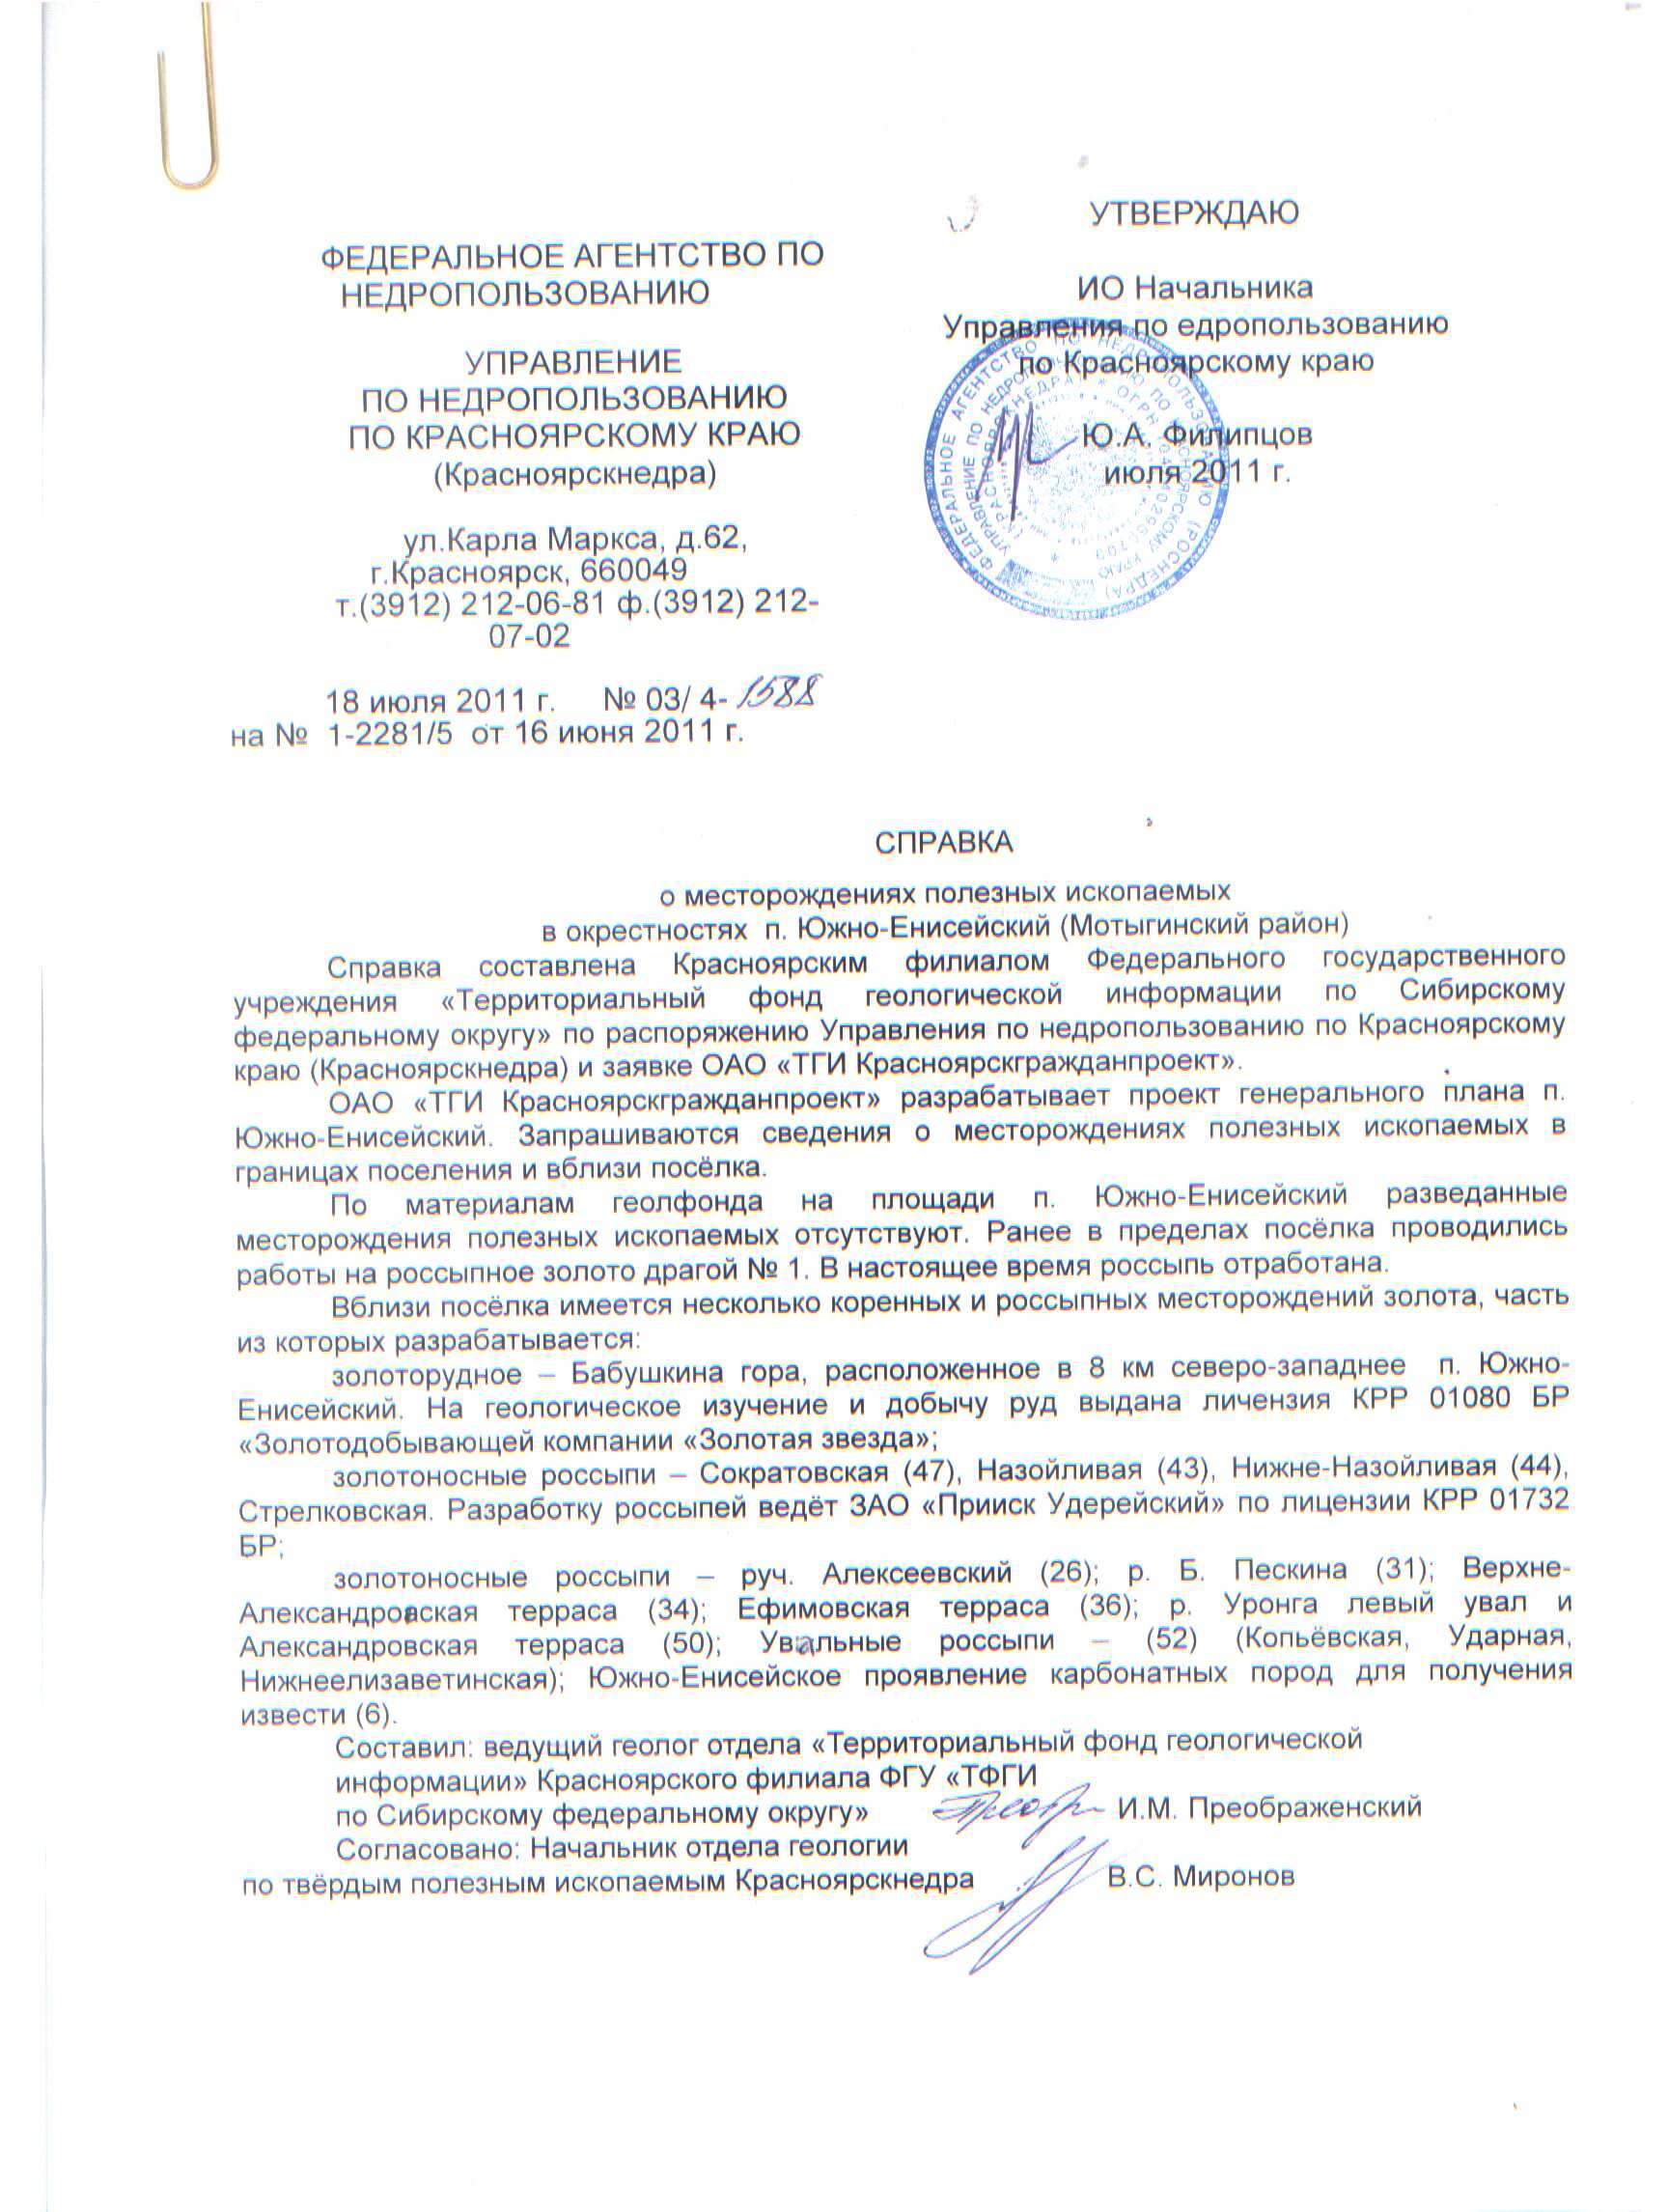 УТВЕРЖДАЮ
ФЕДЕРАЛЬНОЕ АГЕНТСТВО ПО
НЕДРОПОЛЬЗОВАНИЮ
ИО Начальника
Управления по едропользованию
по Красноярскому краю
УПРАВЛЕНИЕ
ПО НЕДРОПОЛЬЗОВАНИЮ
ПО КРАСНОЯРСКОМУ КРАЮ
(Красноярскнедра)
Ю.А. Филипцов
июля 2011 г.
ул.Карла Маркса, д.62,
г.Красноярск, 660049
т.(3912) 212-06-81 ф.(3912) 212-
07-02
18 июля 2011 г. № 03/ 4- 1588
на № 1-2281/5 от 16 июня 2011 г.
СПРАВКА
о месторождениях полезных ископаемых
в окрестностях п. Южно-Енисейский (Мотыгинский район)
Справка составлена Красноярским филиалом Федерального государственного
учреждения «Территориальный фонд геологической информации по Сибирскому
федеральному округу» по распоряжению Управления по недропользованию по Красноярскому
краю (Красноярскнедра) и заявке ОАО «ТГИ Красноярскгражданпроект».
ОАО «ТГИ Красноярскгражданпроект» разрабатывает проект генерального плана п.
Южно-Енисейский. Запрашиваются сведения о месторождениях полезных ископаемых в
границах поселения и вблизи посёлка.
По материалам геолфонда на площади п. Южно-Енисейский разведанные
месторождения полезных ископаемых отсутствуют. Ранее в пределах посёлка проводились
работы на россыпное золото драгой № 1. В настоящее время россыпь отработана.
Вблизи посёлка имеется несколько коренных и россыпных месторождений золота, часть
из которых разрабатывается:
золоторудное – Бабушкина гора, расположенное в 8 км северо-западнее п. Южно-
Енисейский. На геологическое изучение и добычу руд выдана личензия КРР 01080 БР
«Золотодобывающей компании «Золотая звезда»;
золотоносные россыпи – Сократовская (47), Назойливая (43), Нижне-Назойливая (44),
Стрелковская. Разработку россыпей ведёт ЗАО «Прииск Удерейский» по лицензии КРР 01732
БР;
золотоносные россыпи – руч. Алексеевский (26); р. Б. Пескина (31); Верхне-
Александровская терраса (34); Ефимовская терраса (36); р. Уронга левый увал и
Александровская терраса (50); Увальные россыпи – (52) (Копьёвская, Ударная,
Нижнеелизаветинская); Южно-Енисейское проявление карбонатных пород для получения
извести (6).
Составил: ведущий геолог отдела «Территориальный фонд геологической
информации» Красноярского филиала ФГУ «ТФГИ
по Сибирскому федеральному округу» И.М. Преображенский
Согласовано: Начальник отдела геологии
по твёрдым полезным ископаемым Красноярскнедра В.С. Миронов